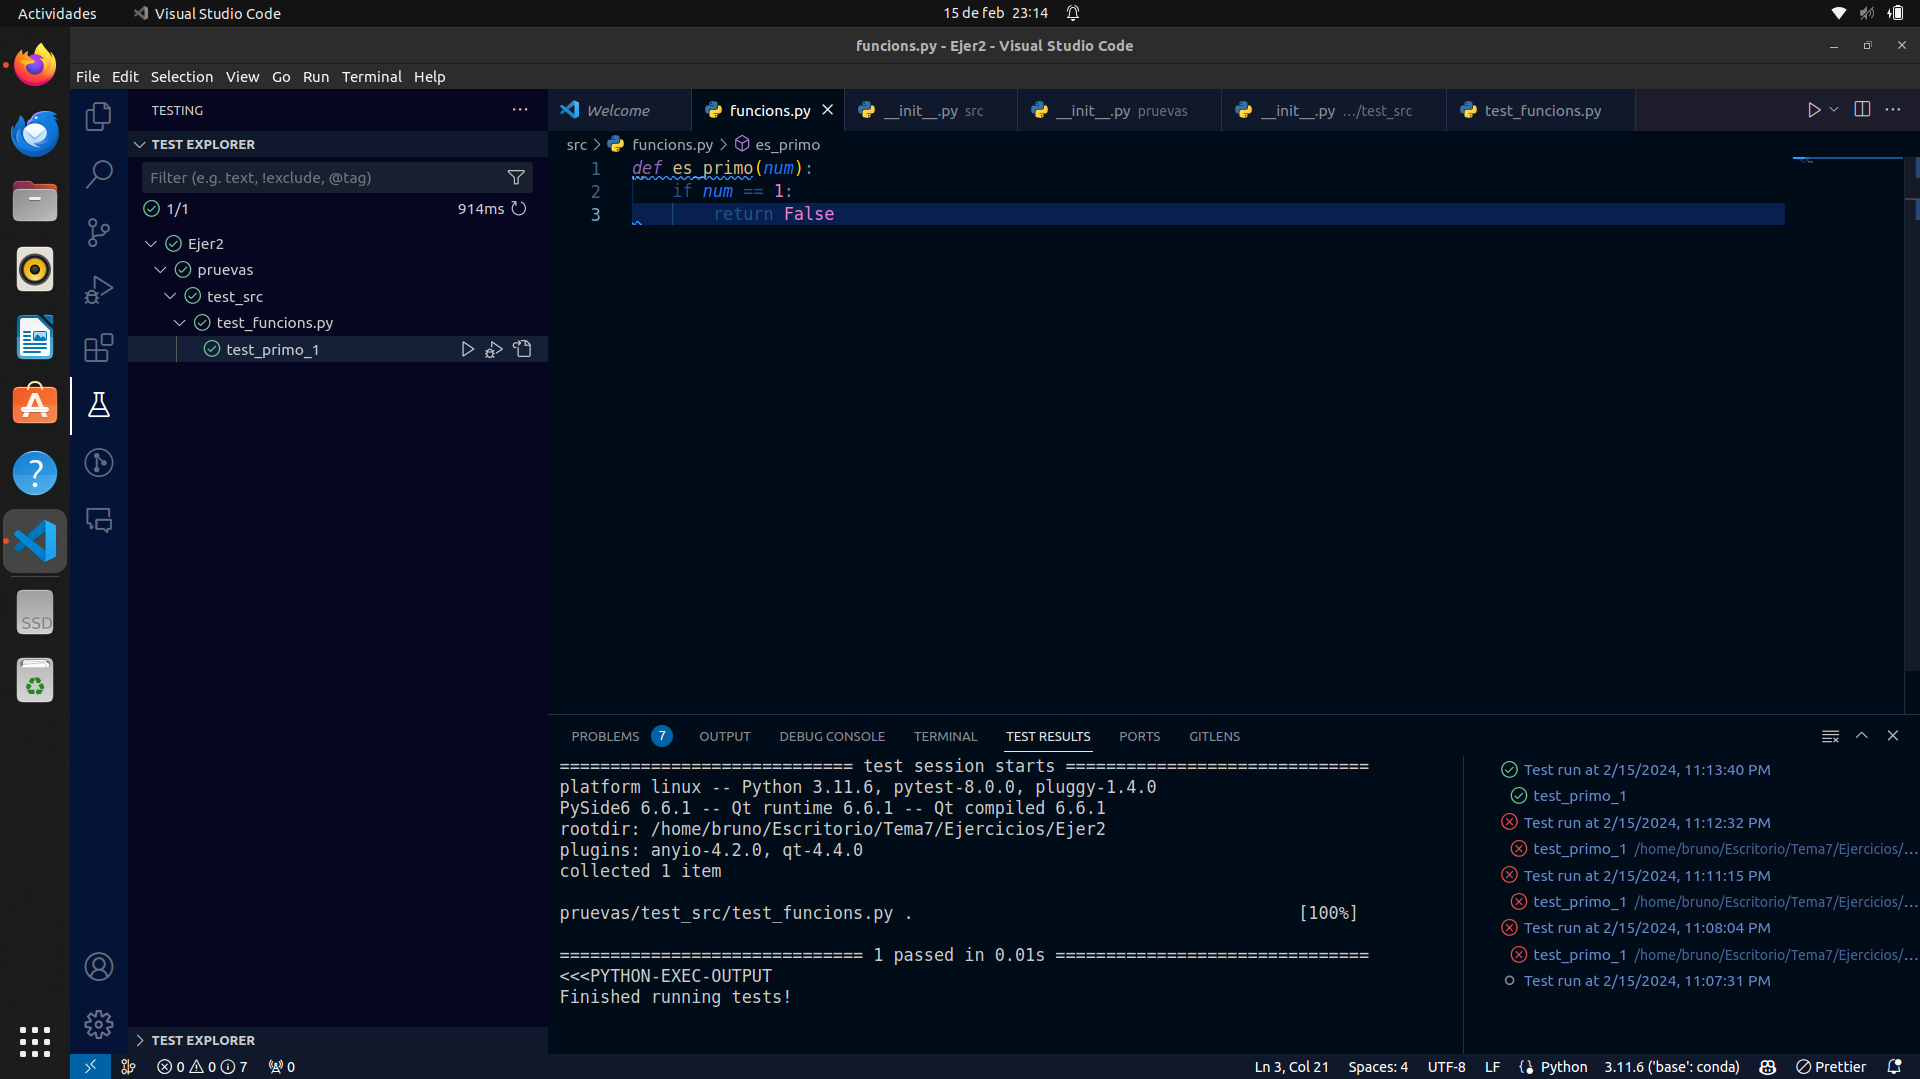 Actividades Visual Studio Code 15 de feb 23:14
funcions.py - Ejer2 - Visual Studio Code
File Edit Selection View Go Run Terminal Help
TESTING
TEST EXPLORER
Filter (e.g. text, !exclude, @tag)
1/1 914ms
Ejer2
pruevas
test_src
test_funcions.py
test_primo_1
TEST EXPLORER
SSD
Welcome funcions.py __init__.py src __init__.py pruevas __init__.py .../test_src test_funcions.py
src > funcions.py > es_primo
1 def es_primo(num):
2 if num == 1:
3 return False
PROBLEMS 7 OUTPUT DEBUG CONSOLE TERMINAL TEST RESULTS PORTS GITLENS
============================= test session starts ==============================
platform linux -- Python 3.11.6, pytest-8.0.0, pluggy-1.4.0
PySide6 6.6.1 -- Qt runtime 6.6.1 -- Qt compiled 6.6.1
rootdir: /home/bruno/Escritorio/Tema7/Ejercicios/Ejer2
plugins: anyio-4.2.0, qt-4.4.0
collected 1 item
pruevas/test_src/test_funcions.py . [100%]
============================== 1 passed in 0.01s ===============================
<<<PYTHON-EXEC-OUTPUT
Finished running tests!
Test run at 2/15/2024, 11:13:40 PM
test_primo_1
Test run at 2/15/2024, 11:12:32 PM
test_primo_1 /home/bruno/Escritorio/Tema7/Ejercicios/...
Test run at 2/15/2024, 11:11:15 PM
test_primo_1 /home/bruno/Escritorio/Tema7/Ejercicios/...
Test run at 2/15/2024, 11:08:04 PM
test_primo_1 /home/bruno/Escritorio/Tema7/Ejercicios/...
Test run at 2/15/2024, 11:07:31 PM
0 0 7 0 Ln 3, Col 21 Spaces: 4 UTF-8 LF Python 3.11.6 ('base': conda) Prettier